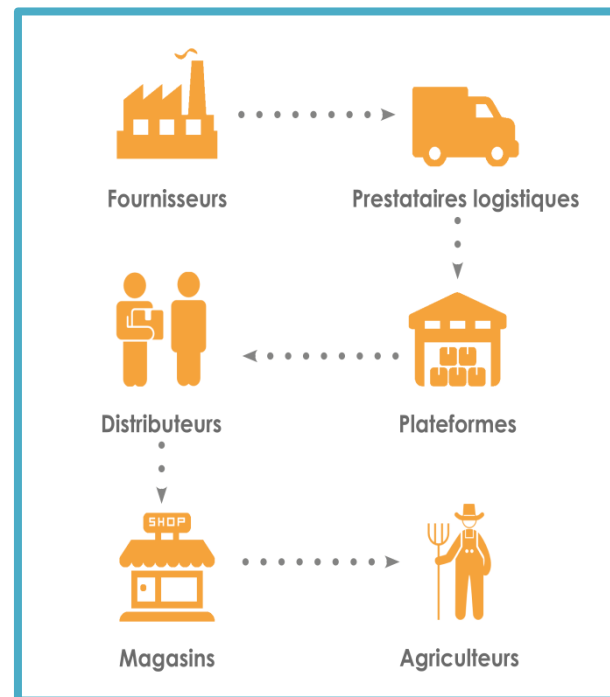 Fournisseurs
Prestataires logistiques
Distributeurs
Plateformes
SHOP
Magasins
Agriculteurs